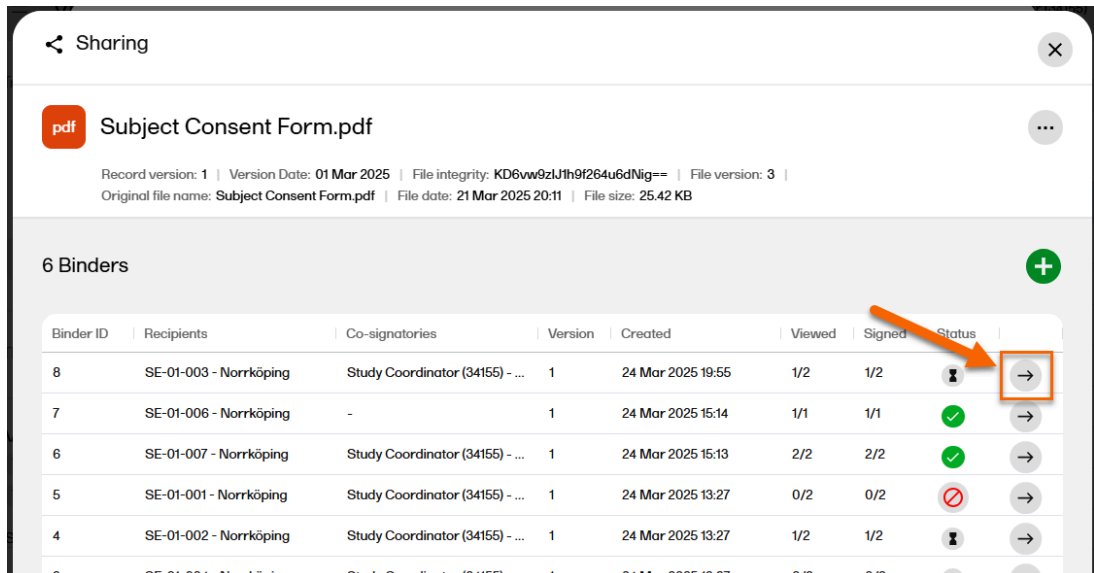 Sharing
pdf Subject Consent Form.pdf
Record version: 1 | Version Date: 01 Mar 2025 | File integrity: KD6vw9zIJ1h9f264u6dNig== | File version: 3 |
Original file name: Subject Consent Form.pdf | File date: 21 Mar 2025 20:11 | File size: 25.42 KB
6 Binders
Binder ID Recipients Co-signatories Version Created Viewed Signed Status
8 SE-01-003 - Norrköping Study Coordinator (34155) - ... 1 24 Mar 2025 19:55 1/2 1/2
7 SE-01-006 - Norrköping - 1 24 Mar 2025 15:14 1/1 1/1
6 SE-01-007 - Norrköping Study Coordinator (34155) - ... 1 24 Mar 2025 15:13 2/2 2/2
5 SE-01-001 - Norrköping Study Coordinator (34155) - ... 1 24 Mar 2025 13:27 0/2 0/2
4 SE-01-002 - Norrköping Study Coordinator (34155) - ... 1 24 Mar 2025 13:27 1/2 1/2